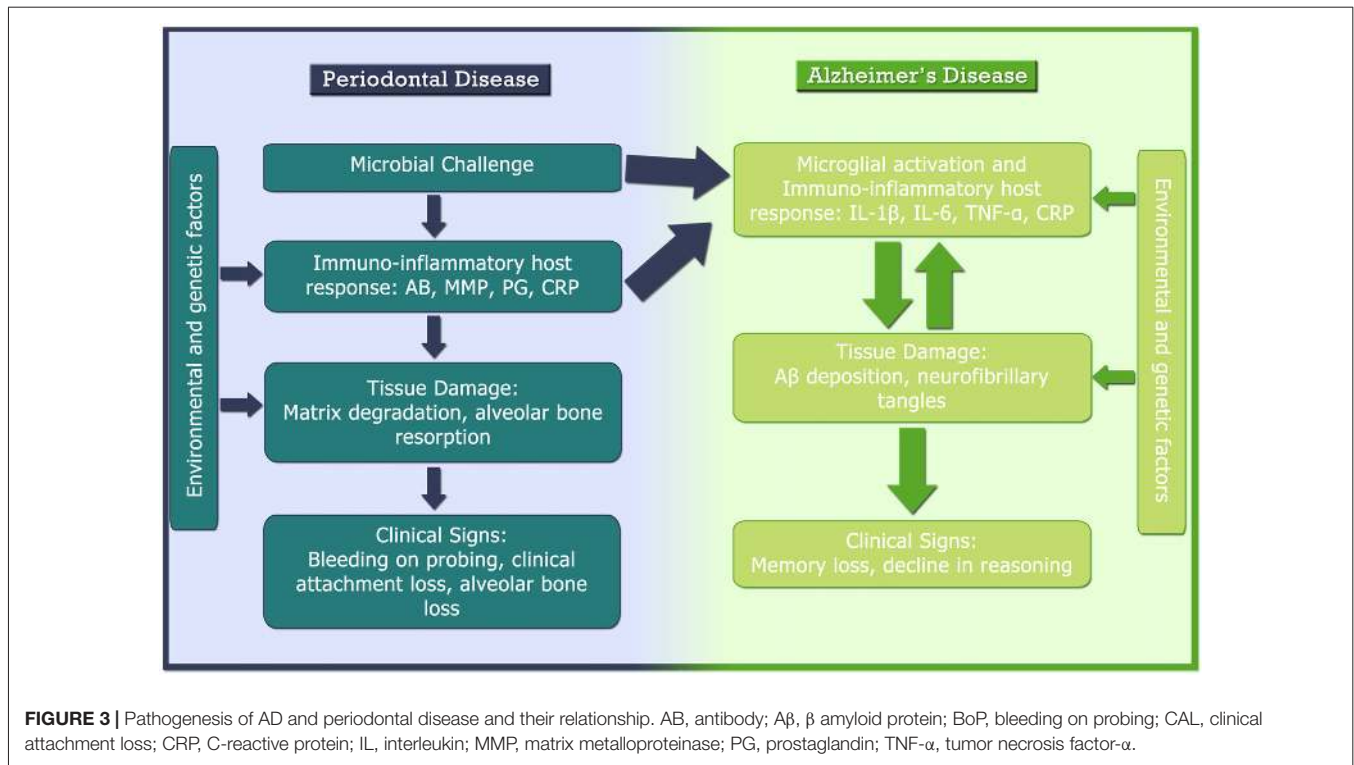 Periodontal Disease
Environmental and genetic factors
Microbial Challenge
Immuno-inflammatory host
response: AB, MMP, PG, CRP
Tissue Damage:
Matrix degradation, alveolar bone
resorption
Clinical Signs:
Bleeding on probing, clinical
attachment loss, alveolar bone
loss
Alzheimer's Disease
Microglial activation and
Immuno-inflammatory host
response: IL-1β, IL-6, TNF-α, CRP
Tissue Damage:
Aβ deposition, neurofibrillary
tangles
Clinical Signs:
Memory loss, decline in reasoning
Environmental and genetic factors
FIGURE 3 | Pathogenesis of AD and periodontal disease and their relationship. AB, antibody; Aβ, β amyloid protein; BoP, bleeding on probing; CAL, clinical
attachment loss; CRP, C-reactive protein; IL, interleukin; MMP, matrix metalloproteinase; PG, prostaglandin; TNF-α, tumor necrosis factor-α.